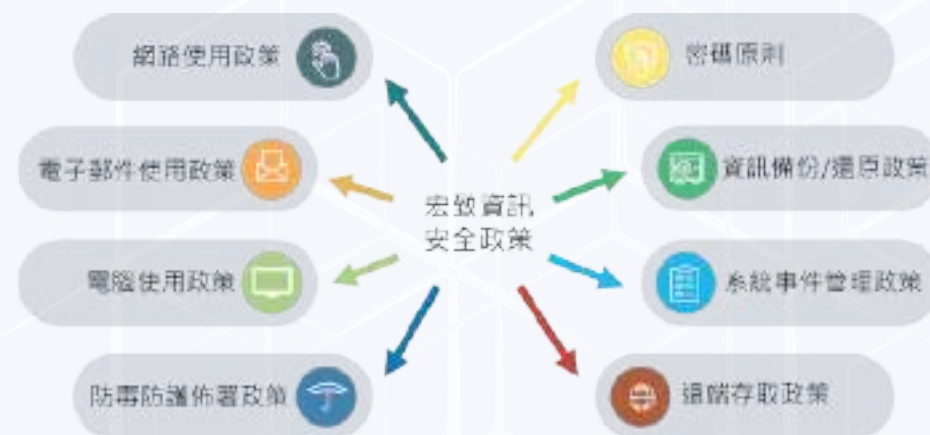 網路使用政策
密碼原則
電子郵件使用政策
資訊備份/還原政策
宏致資訊
安全政策
電腦使用政策
系統事件管理政策
防毒防護佈署政策
遠端存取政策